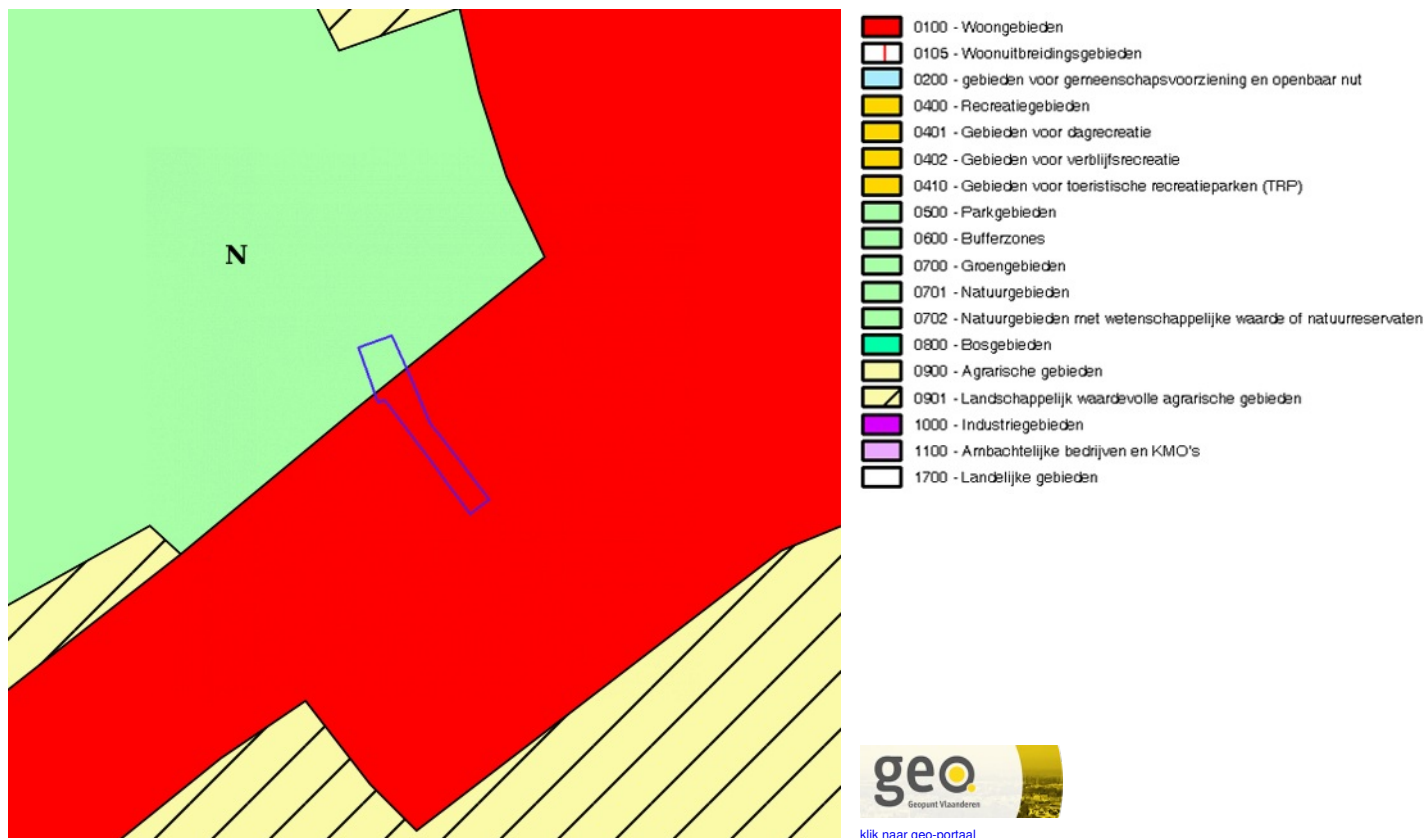 N
0100 - Woongebieden
0105 - Woonuitbreidingsgebieden
0200 - gebieden voor gemeenschapsvoorziening en openbaar nut
0400 - Recreatiegebieden
0401 - Gebieden voor dagrecreatie
0402 - Gebieden voor verblijfsrecreatie
0410 - Gebieden voor toeristische recreatieparken (TRP)
0500 - Parkgebieden
0600 - Bufferzones
0700 - Groengebieden
0701 - Natuurgebieden
0702 - Natuurgebieden met wetenschappelijke waarde of natuurreservaten
0800 - Bosgebieden
0900 - Agrarische gebieden
0901 - Landschappelijk waardevolle agrarische gebieden
1000 - Industriegebieden
1100 - Ambachtelijke bedrijven en KMO's
1700 - Landelijke gebieden
geo.
Geopunt Vlaanderen
klik naar geo-portaal